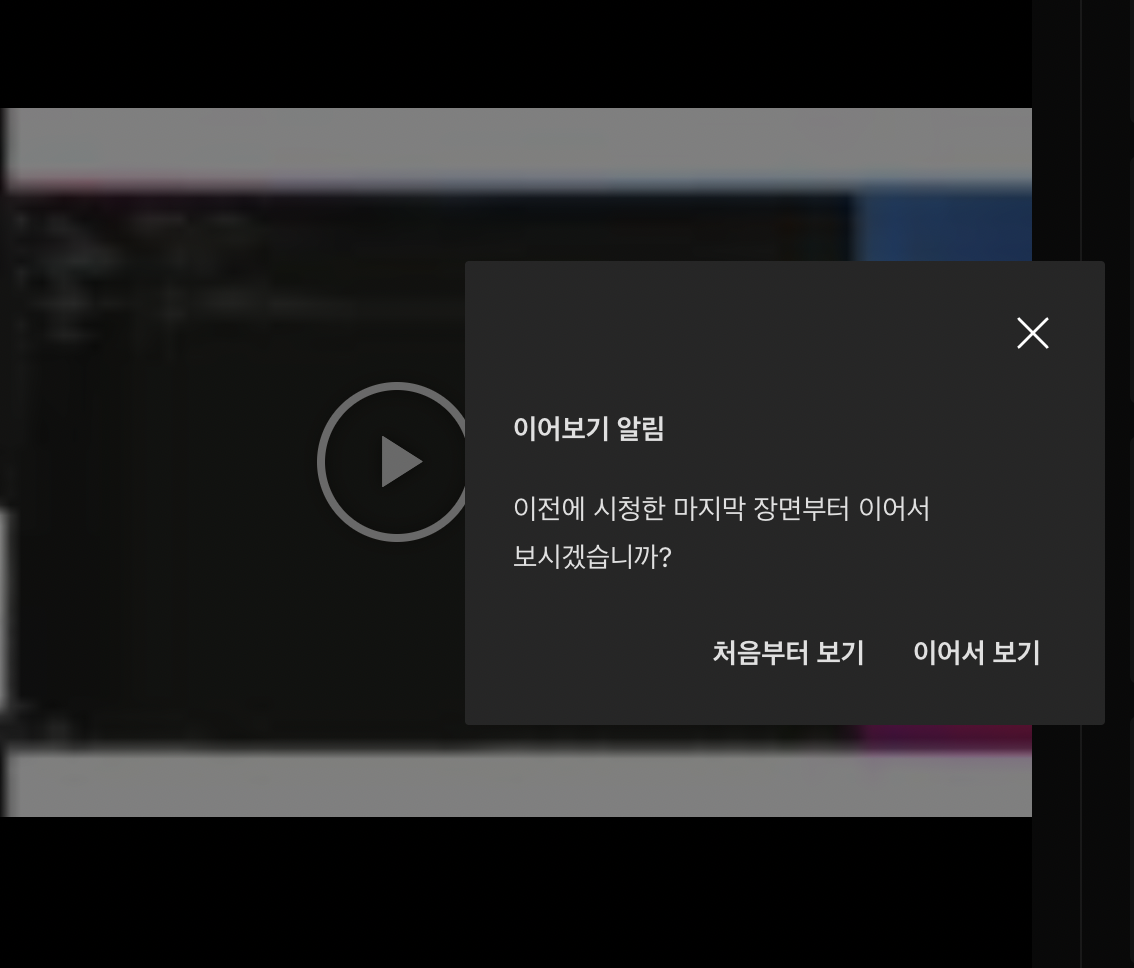 이어보기 알림
이전에 시청한 마지막 장면부터 이어서
보시겠습니까?
처음부터 보기 이어서 보기